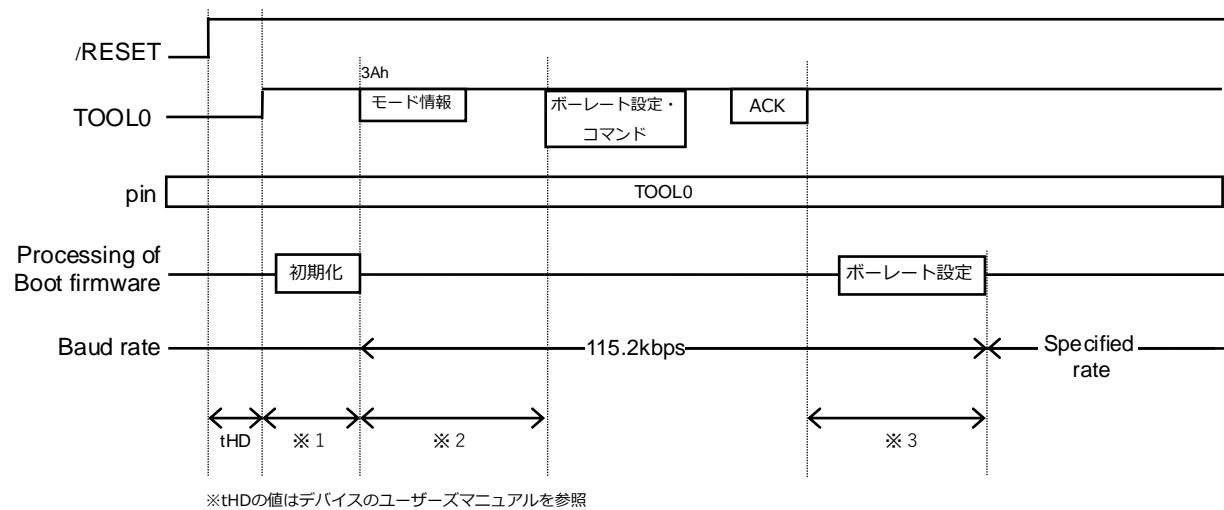 /RESET
3Ah
TOOL0
モード情報
ボーレート設定・
コマンド
ACK
pin
TOOL0
Processing of
Boot firmware
初期化
ボーレート設定
Baud rate
115.2kbps
Specified
rate
tHD
※1
※2
※3
※tHDの値はデバイスのユーザーズマニュアルを参照